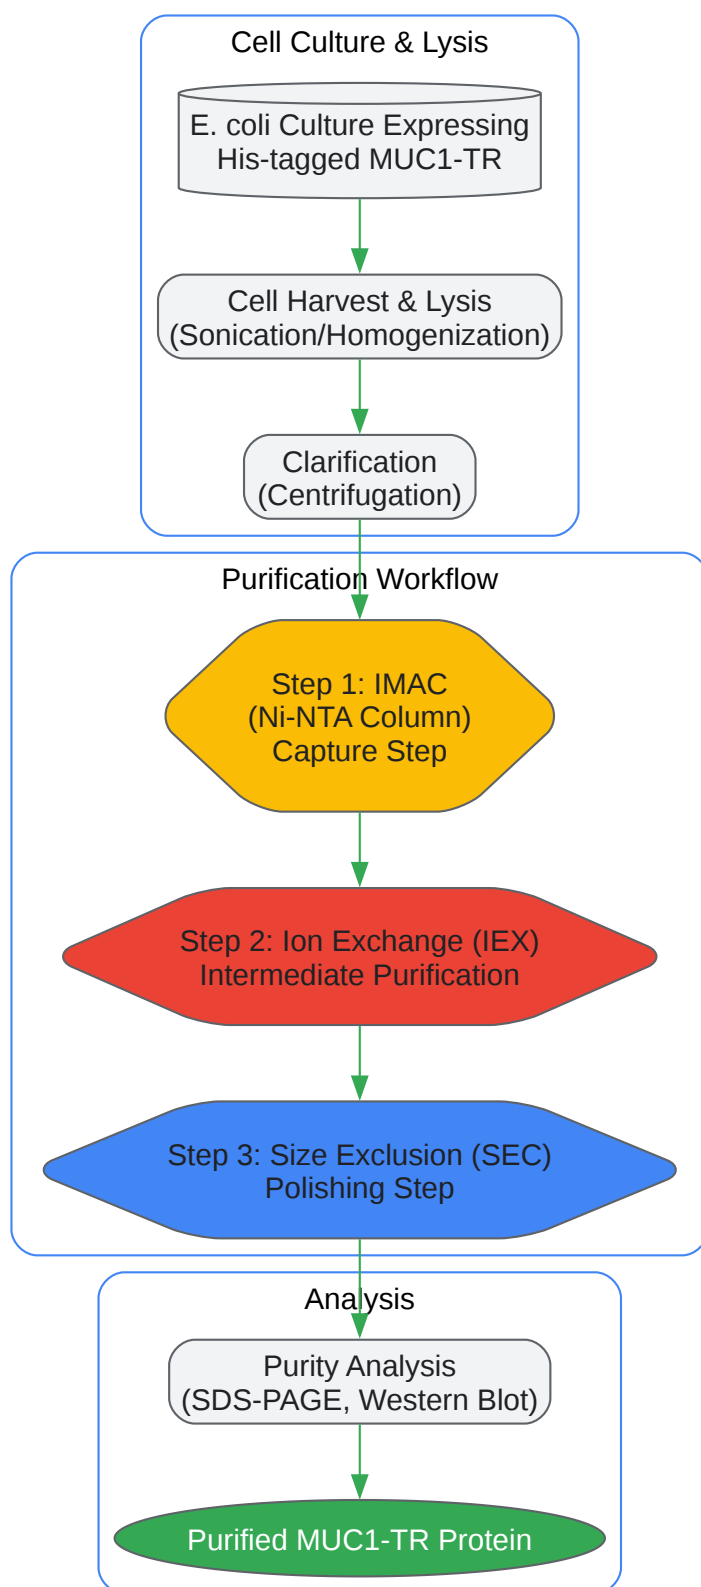 Cell Culture & Lysis
E. coli Culture Expressing
His-tagged MUC1-TR
Cell Harvest & Lysis
(Sonication/Homogenization)
Clarification
(Centrifugation)
Purification Workflow
Step 1: IMAC
(Ni-NTA Column)
Capture Step
Step 2: Ion Exchange (IEX)
Intermediate Purification
Step 3: Size Exclusion (SEC)
Polishing Step
Analysis
Purity Analysis
(SDS-PAGE, Western Blot)
Purified MUC1-TR Protein